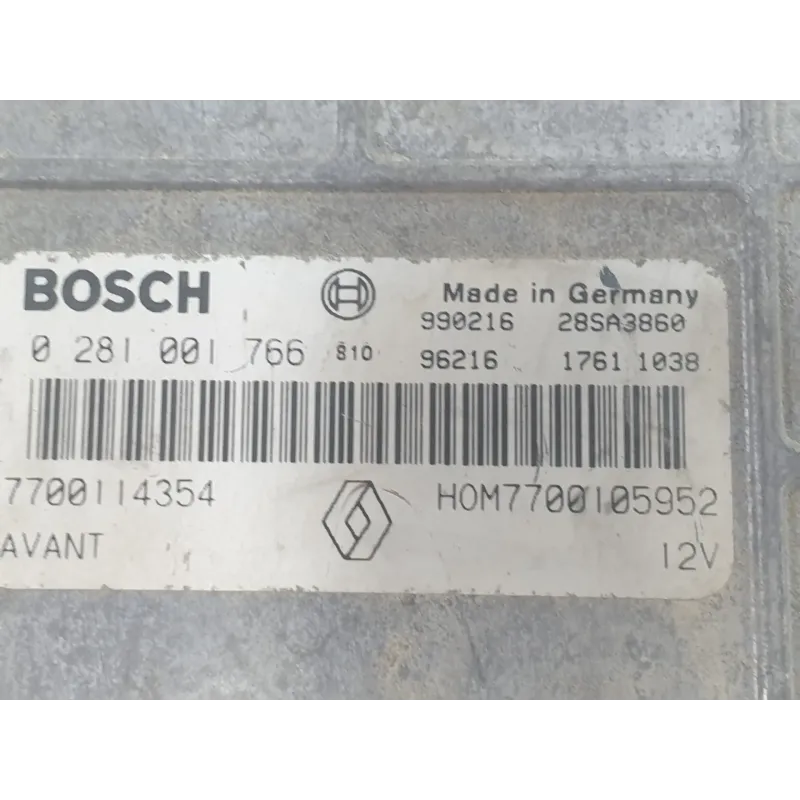 BOSCH
Made in Germany
990216 28SA3860
0 281 001 766 810 96216 1761 1038
7700114354 HOM7700105952
AVANT 12V